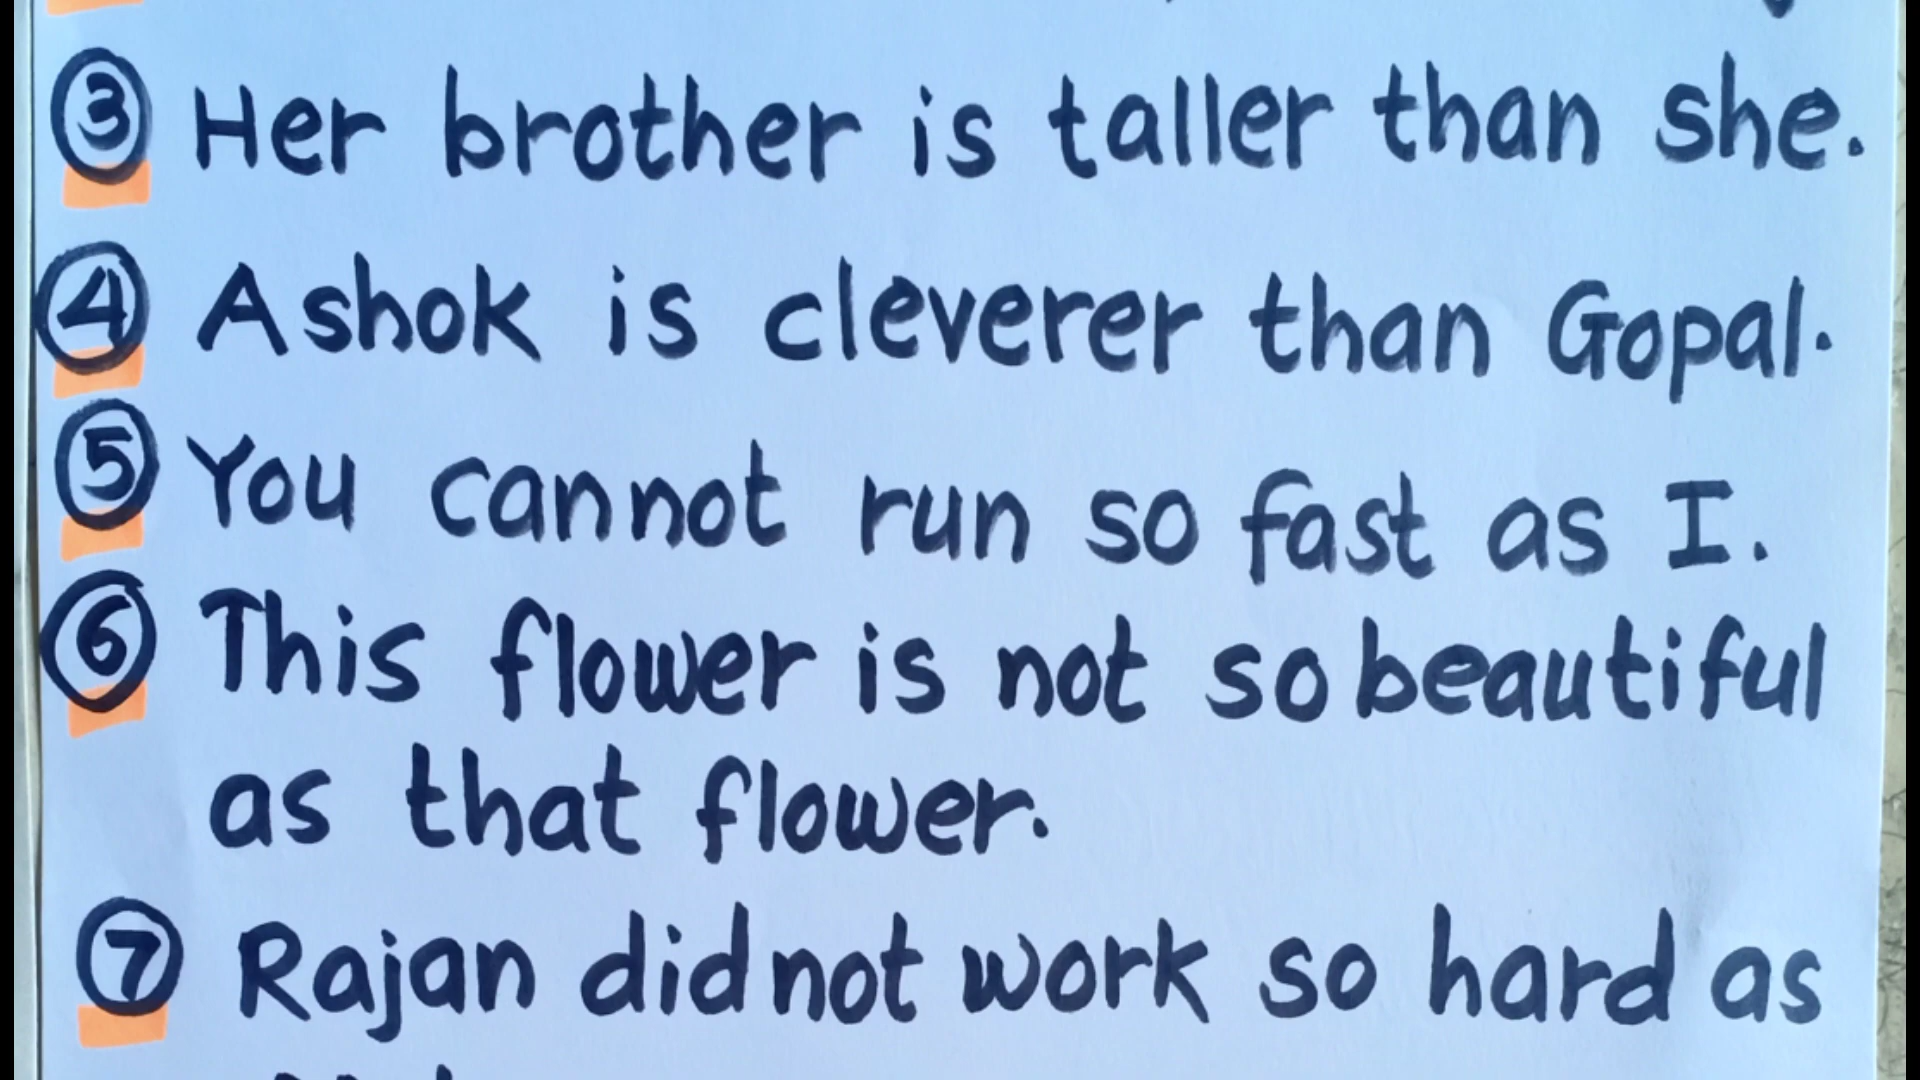 ③ Her brother is taller than she.
④ Ashok is cleverer than Gopal.
⑤ You cannot run so fast as I.
⑥ This flower is not so beautiful
as that flower.
⑦ Rajan did not work so hard as